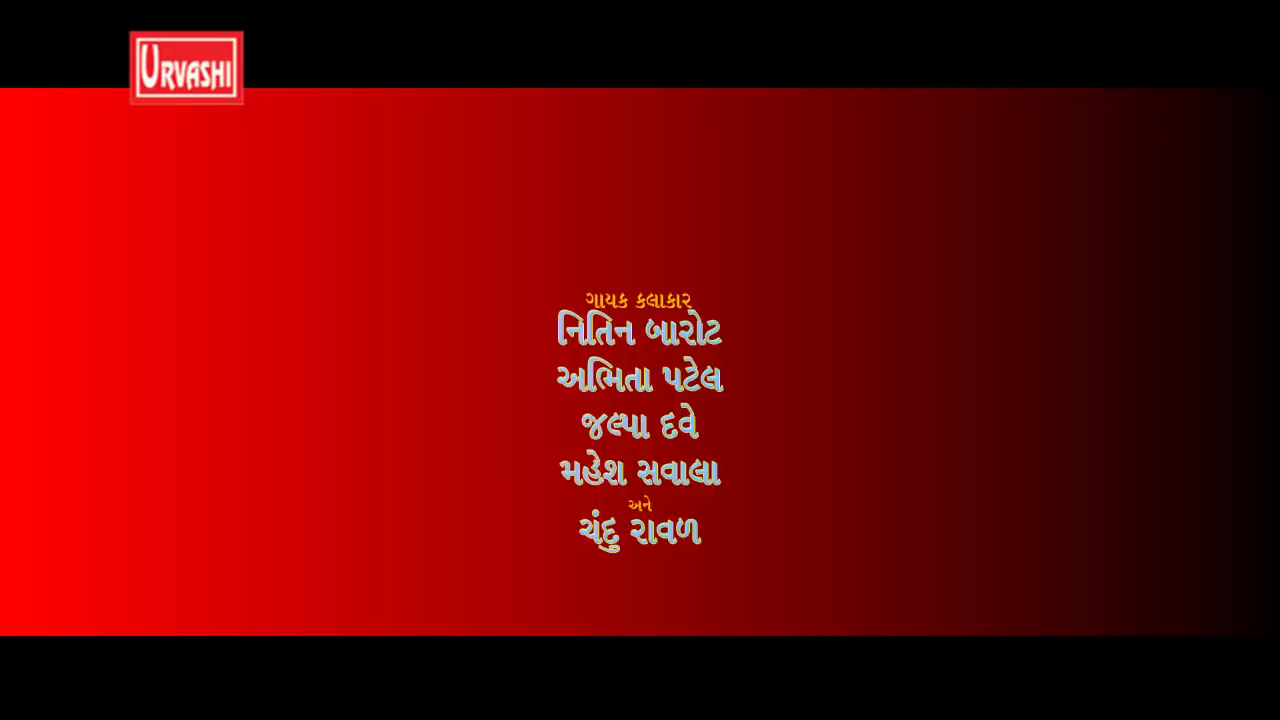 URVASHI
ગાયક કલાકાર
નિતિન બારોટ
અમિતા પટેલ
જલ્પા દવે
મહેશ સવાલા
અને
ચંદુ રાવળ